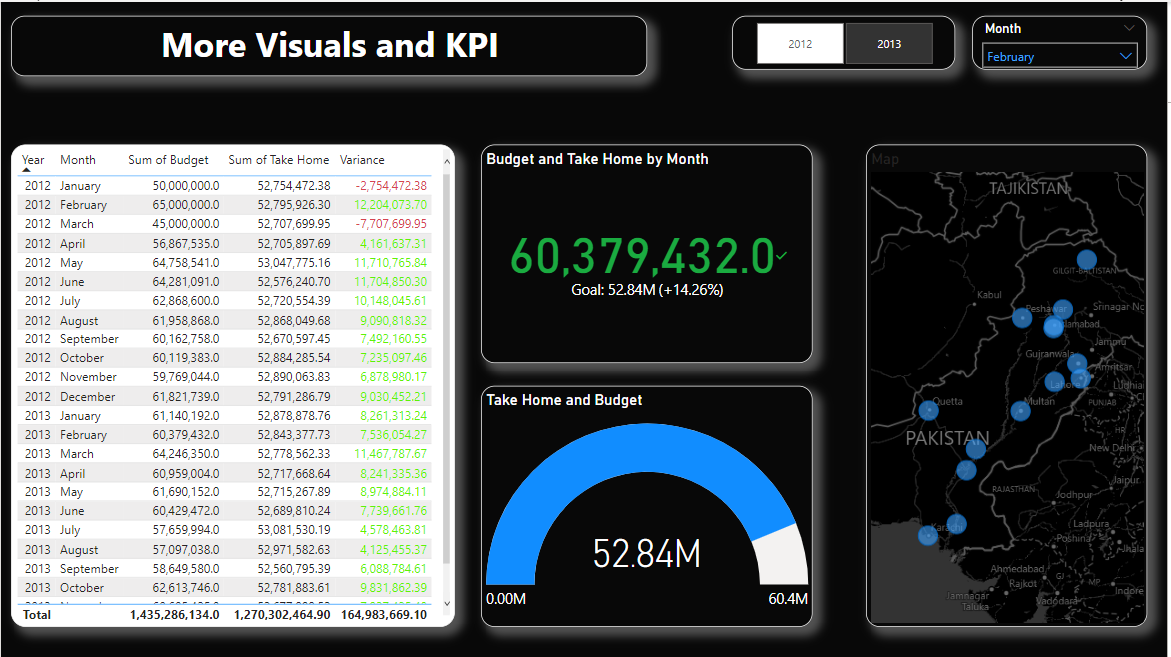 More Visuals and KPI
2012
2013
Month
February
Year Month Sum of Budget Sum of Take Home Variance
2012 January 50,000,000.0 52,754,472.38 -2,754,472.38
2012 February 65,000,000.0 52,795,926.30 12,204,073.70
2012 March 45,000,000.0 52,707,699.95 -7,707,699.95
2012 April 56,867,535.0 52,705,897.69 4,161,637.31
2012 May 64,758,541.0 53,047,775.16 11,710,765.84
2012 June 64,281,091.0 52,576,240.70 11,704,850.30
2012 July 62,868,600.0 52,720,554.39 10,148,045.61
2012 August 61,958,868.0 52,868,049.68 9,090,818.32
2012 September 60,162,758.0 52,670,597.45 7,492,160.55
2012 October 60,119,383.0 52,884,285.54 7,235,097.46
2012 November 59,769,044.0 52,890,063.83 6,878,980.17
2012 December 61,821,739.0 52,791,286.79 9,030,452.21
2013 January 61,140,192.0 52,878,878.76 8,261,313.24
2013 February 60,379,432.0 52,843,377.73 7,536,054.27
2013 March 64,246,350.0 52,778,562.33 11,467,787.67
2013 April 60,959,004.0 52,717,668.64 8,241,335.36
2013 May 61,690,152.0 52,715,267.89 8,974,884.11
2013 June 60,429,472.0 52,689,810.24 7,739,661.76
2013 July 57,659,994.0 53,081,530.19 4,578,463.81
2013 August 57,097,038.0 52,971,582.63 4,125,455.37
2013 September 58,649,580.0 52,560,795.39 6,088,784.61
2013 October 62,613,746.0 52,781,883.61 9,831,862.39
Total 1,435,286,134.0 1,270,302,464.90 164,983,669.10
Budget and Take Home by Month
60,379,432.0
Goal: 52.84M (+14.26%)
Take Home and Budget
52.84M
0.00M
60.4M
Map
TAJIKISTAN
GILGIT-BALTISTAN
Kabul
Peshawar
Srinagar
Islamabad
Jammu
Gujranwala
Amritsar
Lahore
Ludhia
Quetta
Multan
PUNJAB
PAKISTAN
HR
New Delhi
Jaipur
RAJASTHAN
Jodhpur
Karachi
Ladpura
Poshina
Jhala
Ahmedabad
GJ
MP
Rajkot
Indore
Jamnagar
Taluka
Vadodara